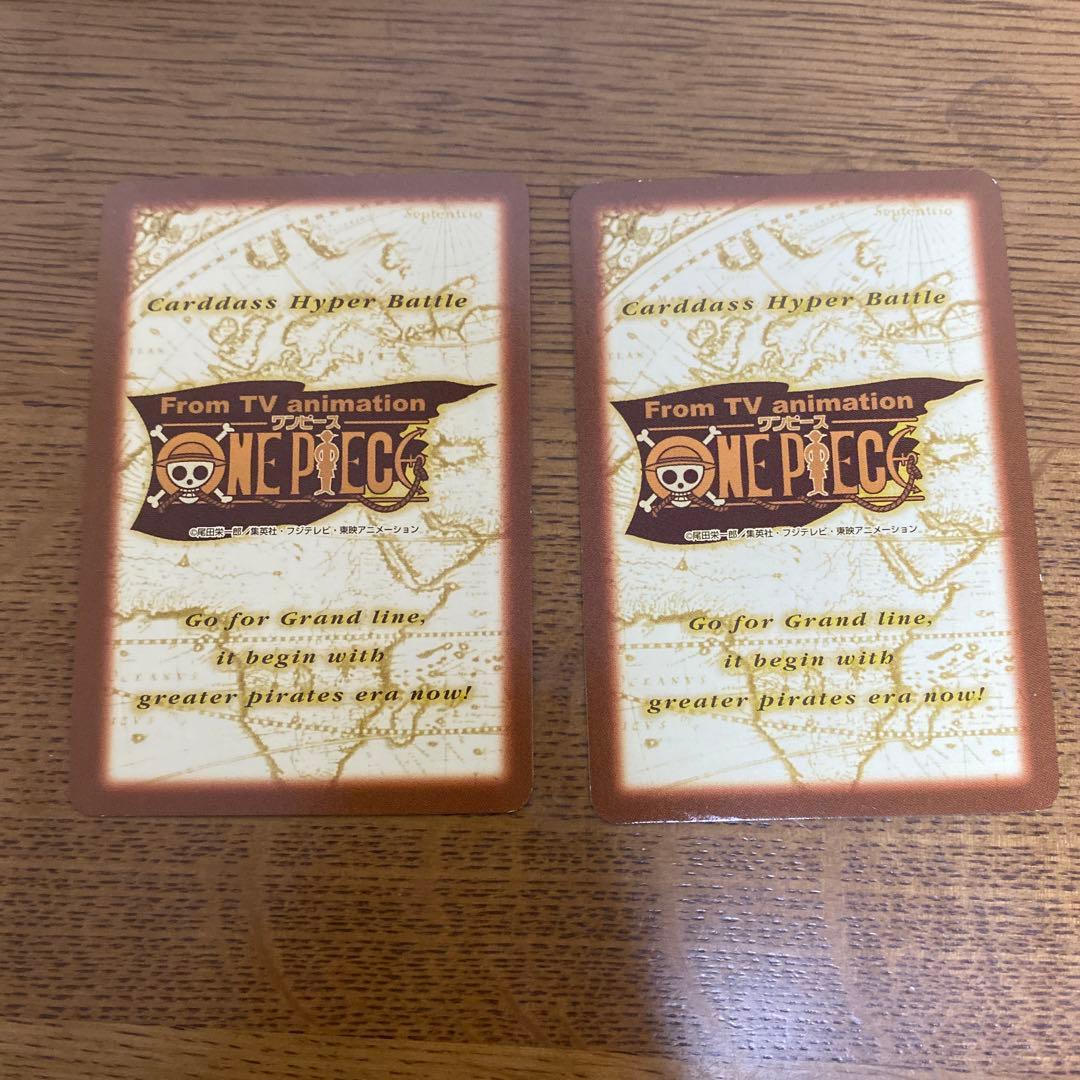 Septentrio
Carddass Hyper Battle
From TV animation
ワンピース
ONE PIECE
©尾田栄一郎/集英社・フジテレビ・東映アニメーション
Go for Grand line,
it begin with
greater pirates era now!
Septentrio
Carddass Hyper Battle
From TV animation
ワンピース
ONE PIECE
©尾田栄一郎/集英社・フジテレビ・東映アニメーション
Go for Grand line,
it begin with
greater pirates era now!